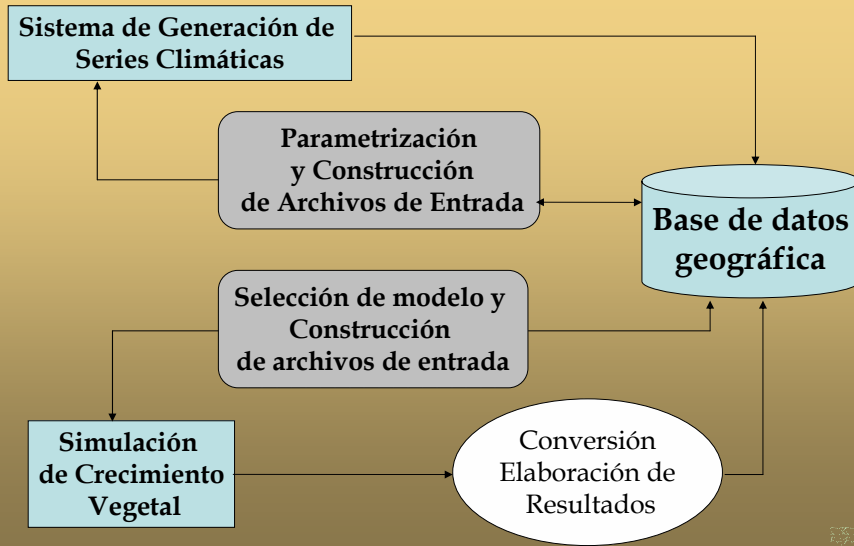 Sistema de Generación de
Series Climáticas
Parametrización
y Construcción
de Archivos de Entrada
Base de datos
geográfica
Selección de modelo y
Construcción
de archivos de entrada
Simulación
de Crecimiento
Vegetal
Conversión
Elaboración de
Resultados